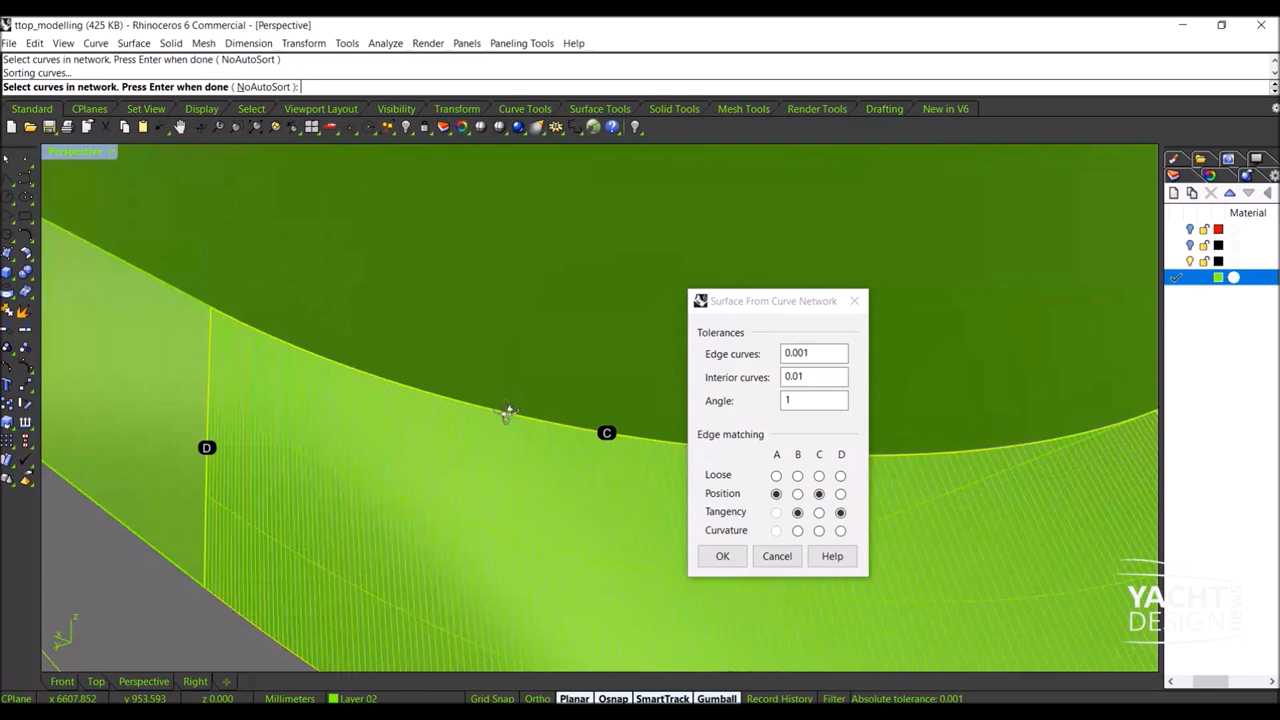 ttop_modelling (425 KB) - Rhinoceros 6 Commercial - [Perspective]
File Edit View Curve Surface Solid Mesh Dimension Transform Tools Analyze Render Panels Paneling Tools Help
Select curves in network. Press Enter when done ( NoAutoSort )
Sorting curves...
Select curves in network. Press Enter when done ( NoAutoSort ):
Standard CPlanes Set View Display Select Viewport Layout Visibility Transform Curve Tools Surface Tools Solid Tools Mesh Tools Render Tools Drafting New in V6
Perspective
Material
Surface From Curve Network
Tolerances
Edge curves: 0.001
Interior curves: 0.01
Angle: 1
Edge matching
A B C D
Loose
Position
Tangency
Curvature
OK Cancel Help
D
C
YACHT
DESIGN
news
z
x
y
Front Top Perspective Right
CPlane x 6607.852 y 953.593 z 0.000 Millimeters Layer 02 Grid Snap Ortho Planar Osnap SmartTrack Gumball Record History Filter Absolute tolerance: 0.001